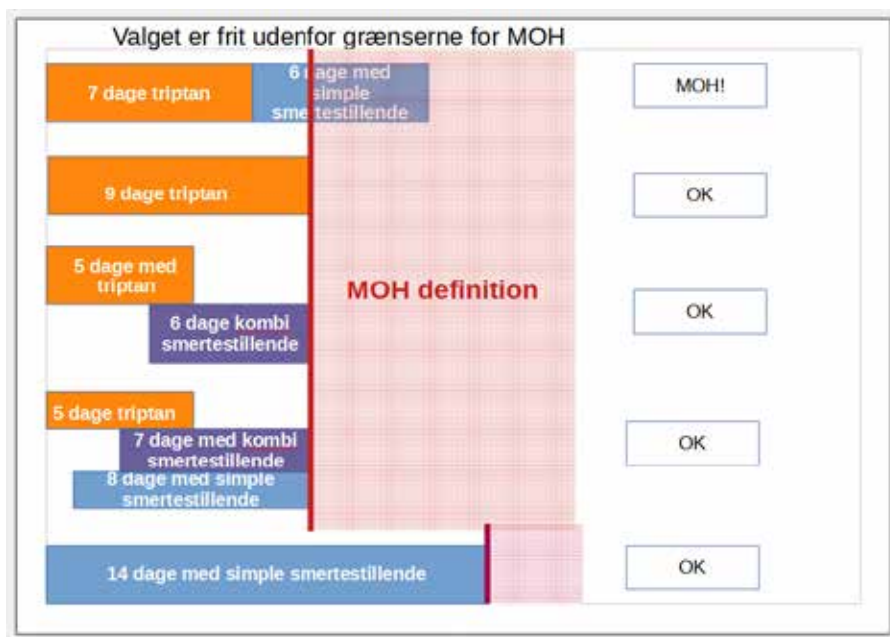 Valget er frit udenfor grænserne for MOH
7 dage triptan
6 dage med
simple
smertestillende
MOH!
9 dage triptan
OK
5 dage med
triptan
MOH definition
6 dage kombi
smertestillende
OK
5 dage triptan
7 dage med kombi
smertestillende
8 dage med simple
smertestillende
OK
14 dage med simple smertestillende
OK